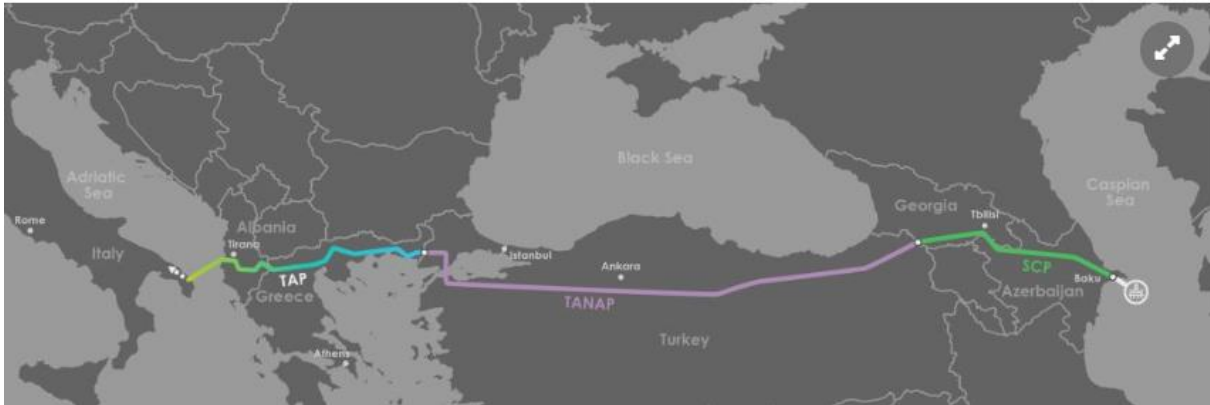 Black Sea
Adriatic
Sea
Caspian
Sea
Georgia
Tbilisi
Rome
Albania
Tirana
Italy
Istanbul
TAP
Greece
Ankara
TANAP
SCP
Baku
Azerbaijan
Turkey
Athens